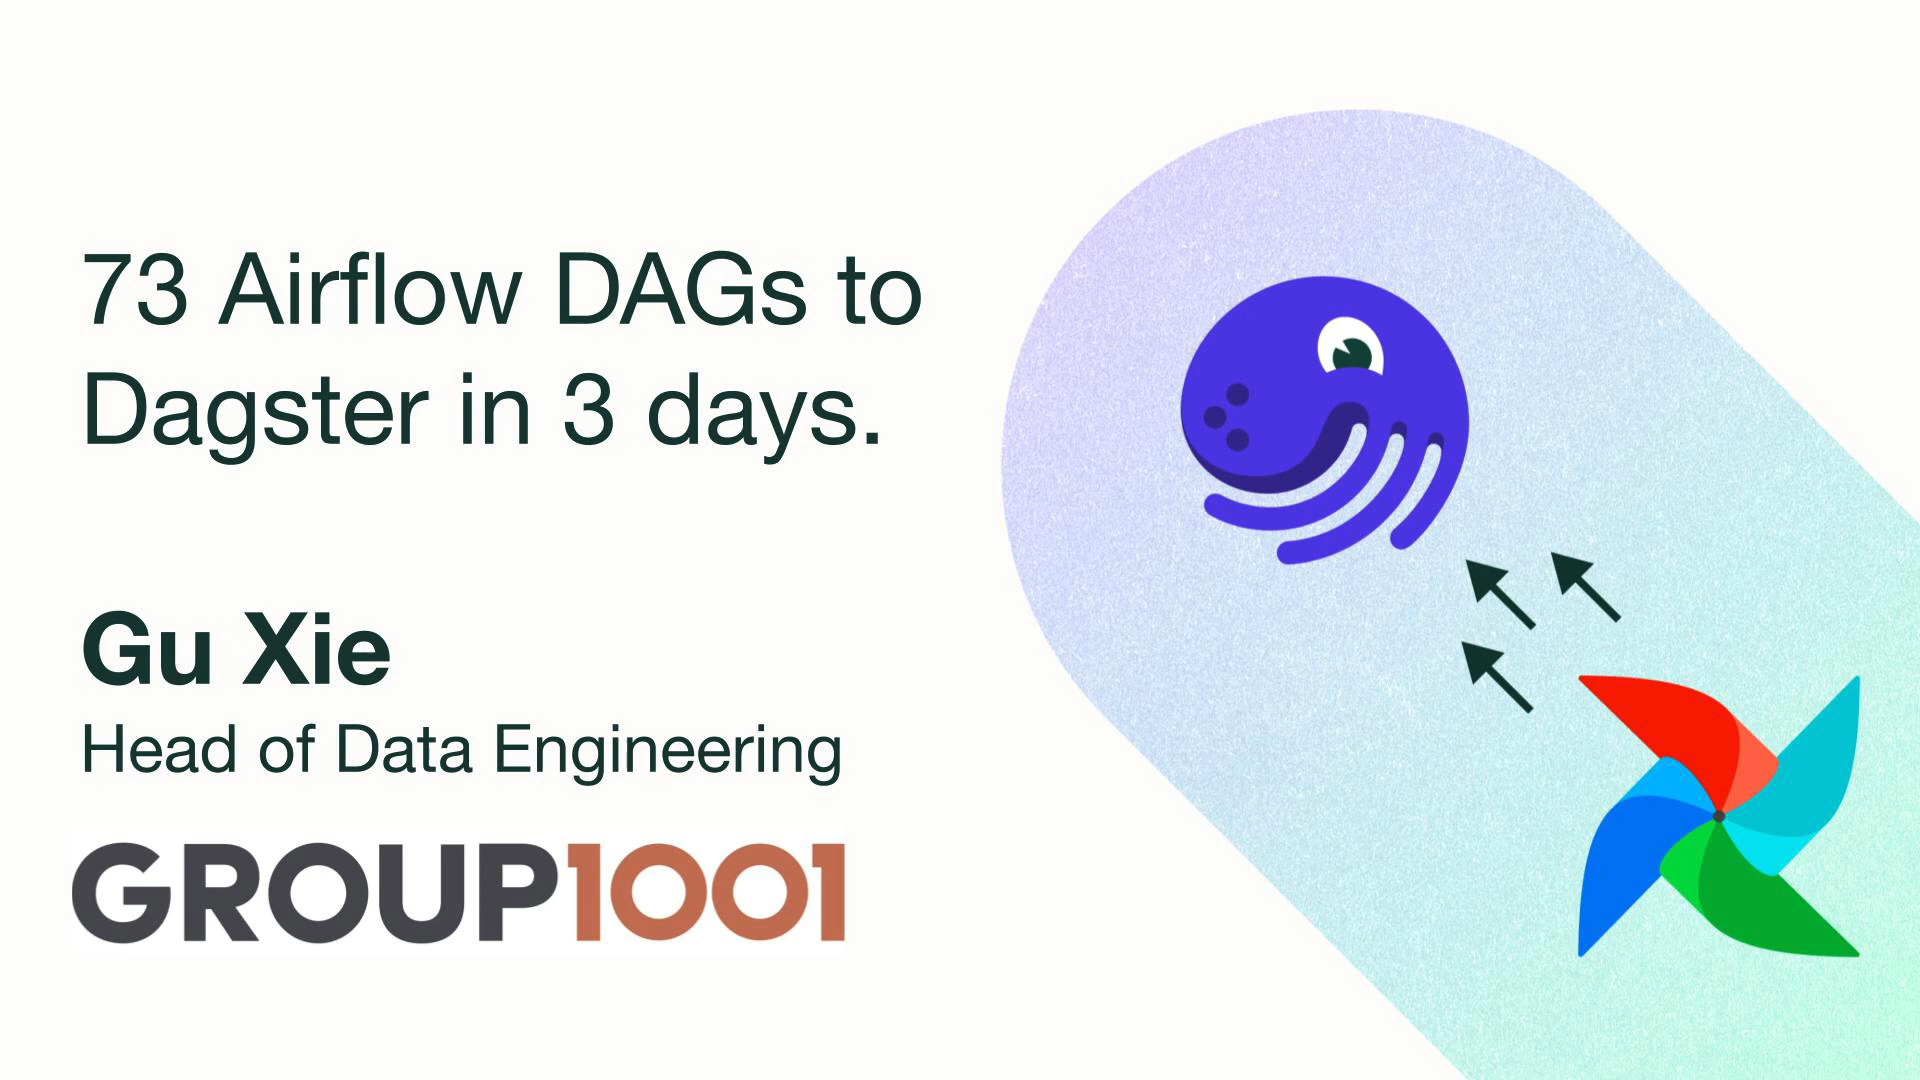 73 Airflow DAGs to
Dagster in 3 days.
Gu Xie
Head of Data Engineering
GROUP1001